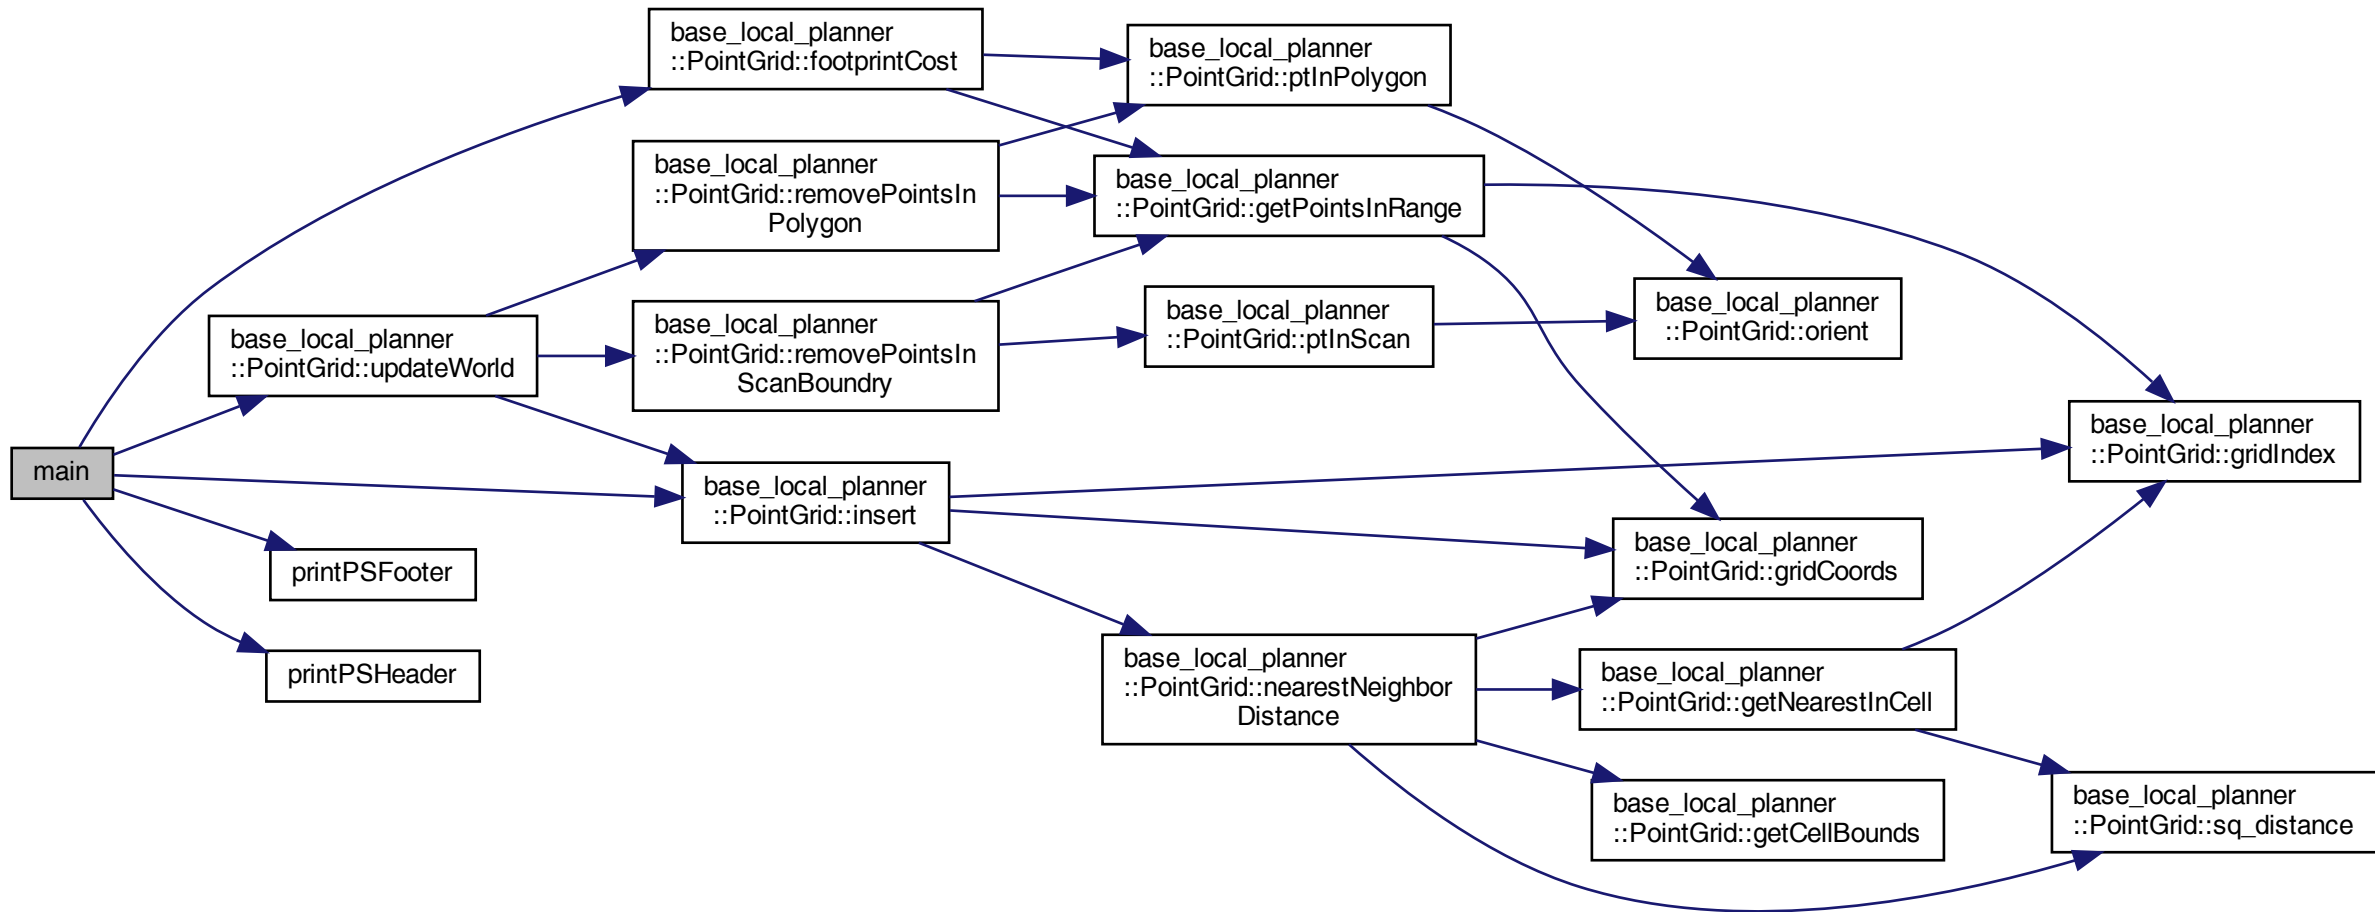 main
base_local_planner
::PointGrid::footprintCost
base_local_planner
::PointGrid::ptInPolygon
base_local_planner
::PointGrid::removePointsIn
Polygon
base_local_planner
::PointGrid::getPointsInRange
base_local_planner
::PointGrid::updateWorld
base_local_planner
::PointGrid::removePointsIn
ScanBoundry
base_local_planner
::PointGrid::ptInScan
base_local_planner
::PointGrid::orient
base_local_planner
::PointGrid::gridIndex
base_local_planner
::PointGrid::insert
base_local_planner
::PointGrid::gridCoords
printPSFooter
printPSHeader
base_local_planner
::PointGrid::nearestNeighbor
Distance
base_local_planner
::PointGrid::getNearestInCell
base_local_planner
::PointGrid::getCellBounds
base_local_planner
::PointGrid::sq_distance